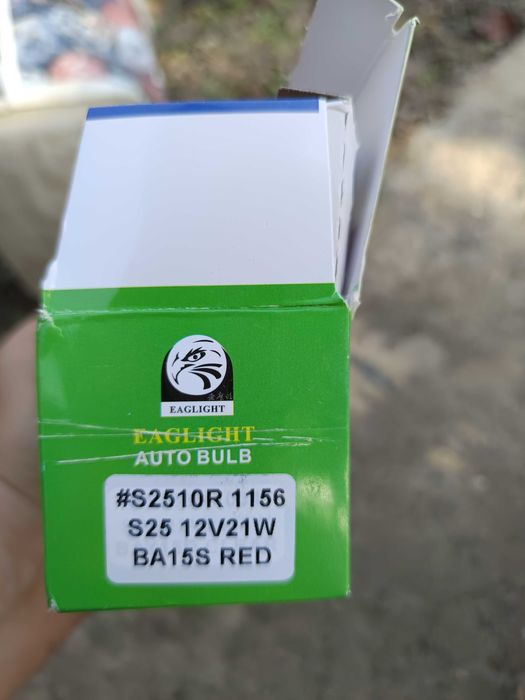 EAGLIGHT
EAGLIGHT
AUTO BULB
#S2510R 1156
S25 12V21W
BA15S RED